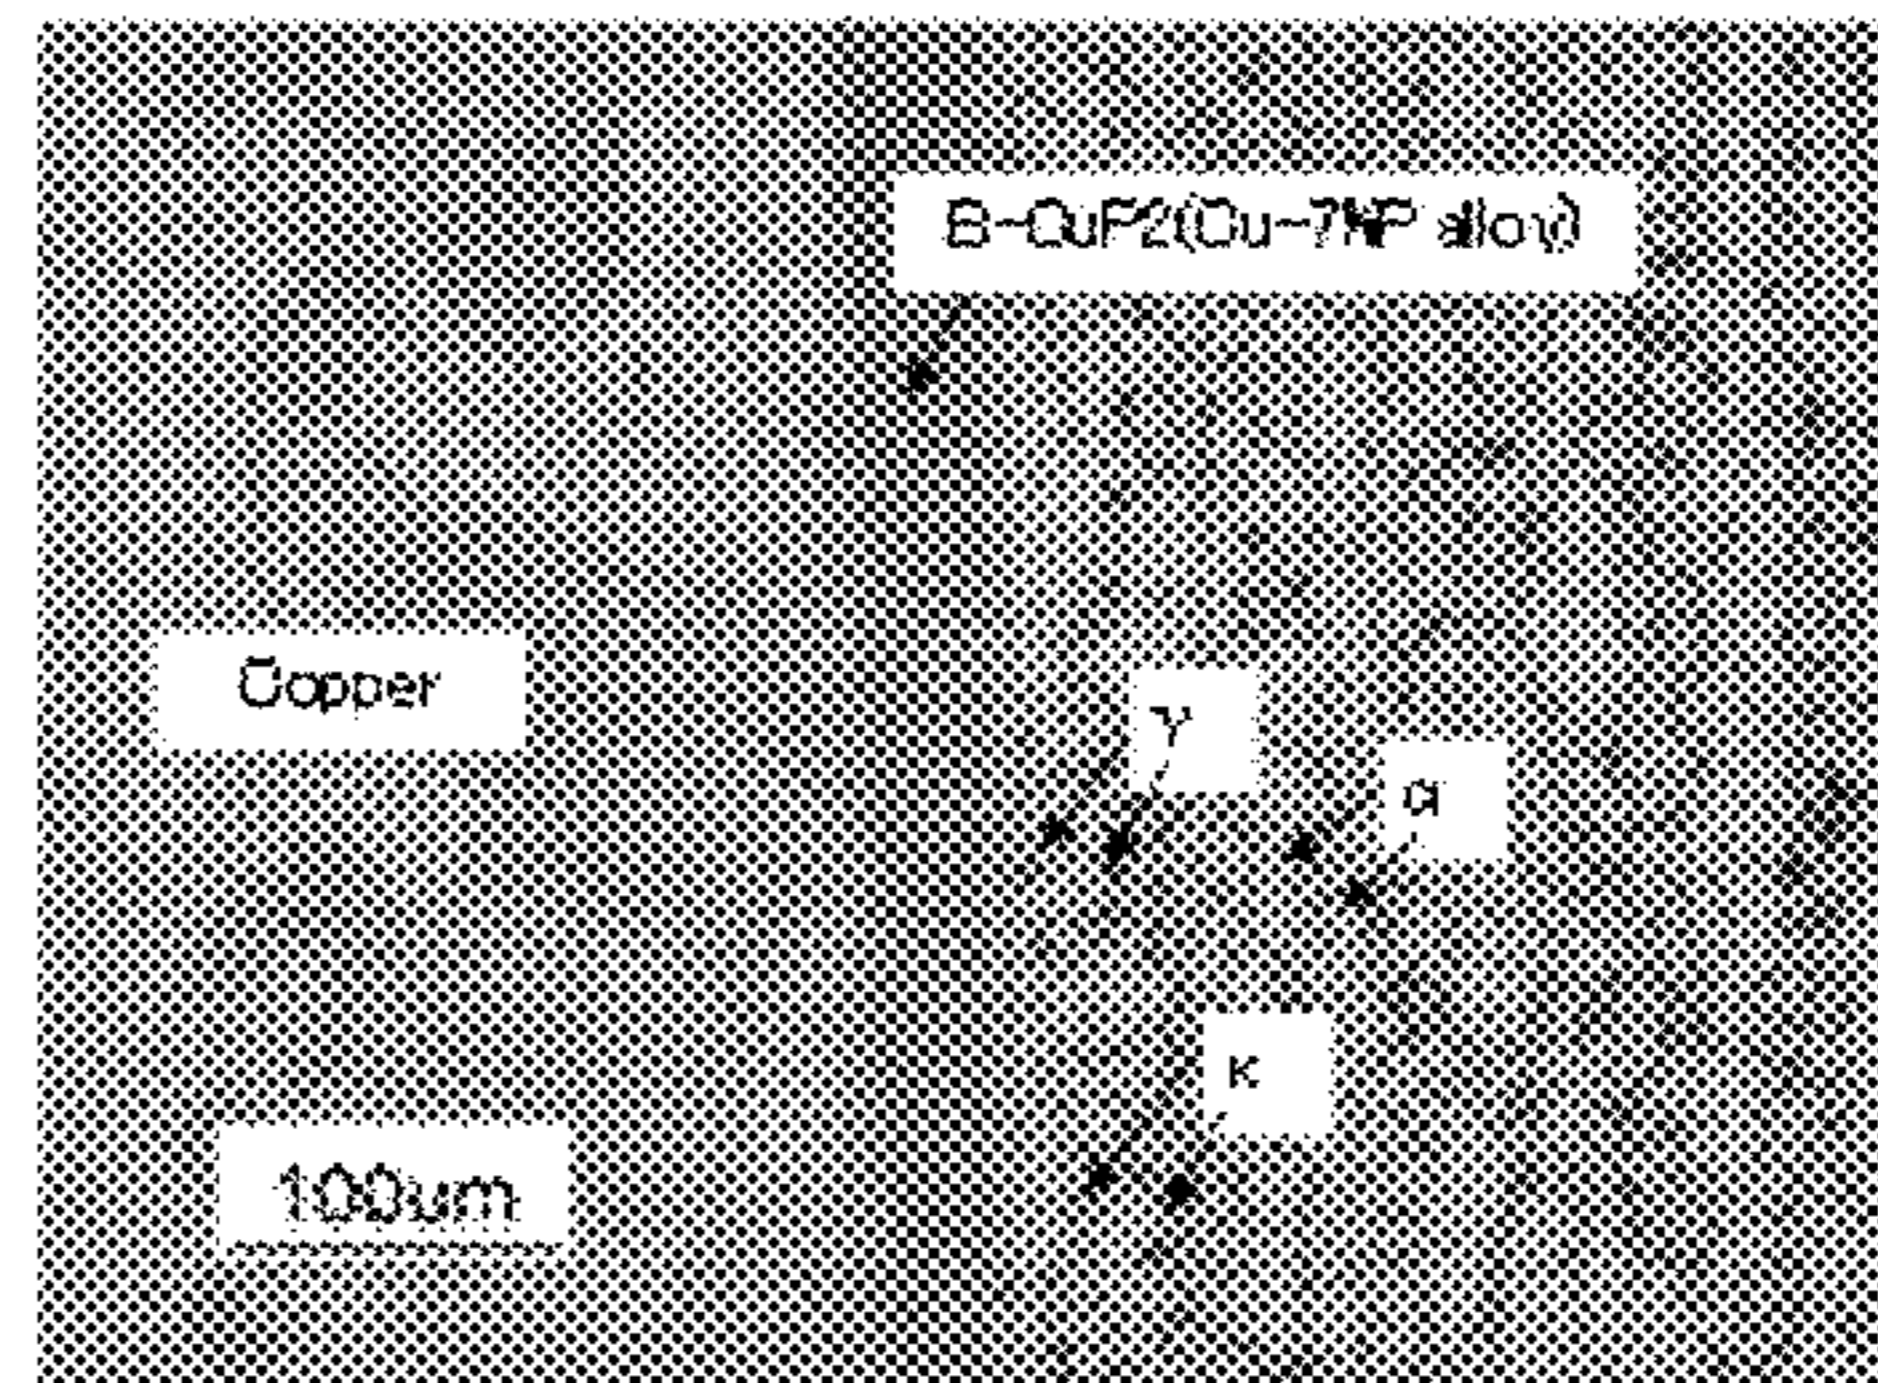 B-CuP2(Cu-7%P alloy)
Copper
γ
α
κ
100um